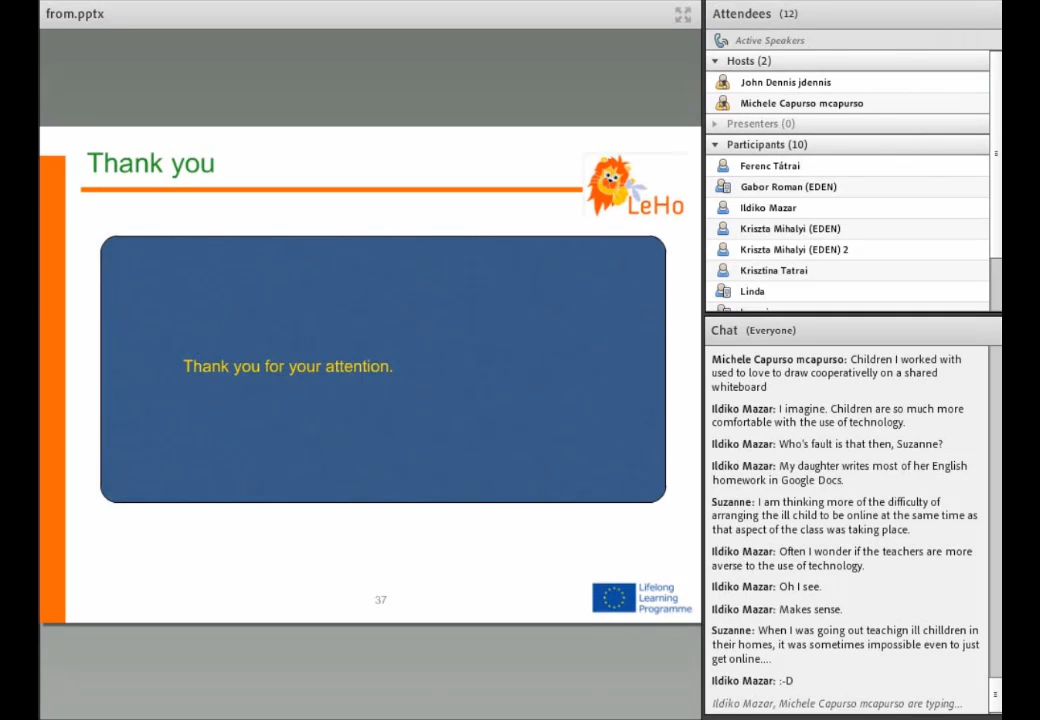 from.pptx
Thank you
LeHo
Thank you for your attention.
37
Lifelong
Learning
Programme
Attendees (12)
Active Speakers
Hosts (2)
John Dennis jdennis
Michele Capurso mcapurso
Presenters (0)
Participants (10)
Ferenc Tátrai
Gabor Roman (EDEN)
Ildiko Mazar
Kriszta Mihalyi (EDEN)
Kriszta Mihalyi (EDEN) 2
Krisztina Tatrai
Linda
Chat (Everyone)
Michele Capurso mcapurso: Children I worked with
used to love to draw cooperativelly on a shared
whiteboard
Ildiko Mazar: I imagine. Children are so much more
comfortable with the use of technology.
Ildiko Mazar: Who's fault is that then, Suzanne?
Ildiko Mazar: My daughter writes most of her English
homework in Google Docs.
Suzanne: I am thinking more of the difficulty of
arranging the ill child to be online at the same time as
that aspect of the class was taking place.
Ildiko Mazar: Often I wonder if the teachers are more
averse to the use of technology.
Ildiko Mazar: Oh I see.
Ildiko Mazar: Makes sense.
Suzanne: When I was going out teachign ill chilldren in
their homes, it was sometimes impossible even to just
get online....
Ildiko Mazar: :-D
Ildiko Mazar, Michele Capurso mcapurso are typing...